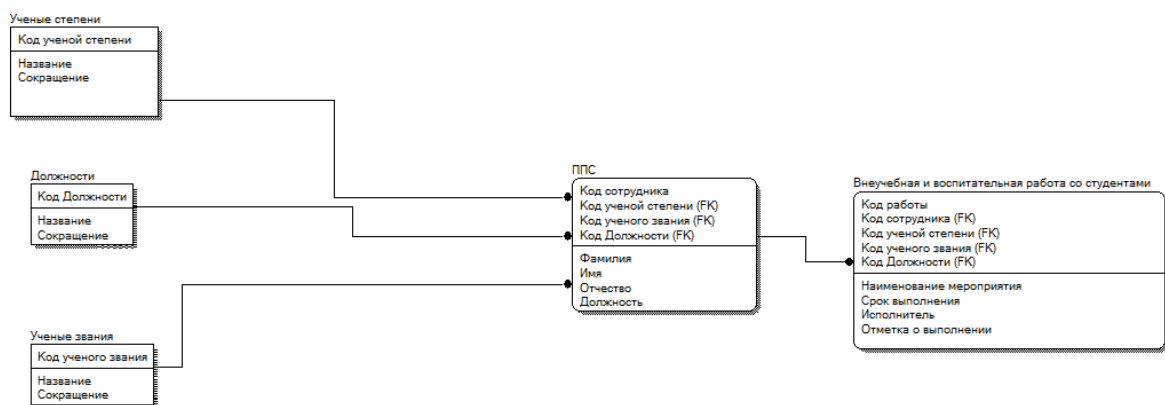 Ученые степени
Код ученой степени
Название
Сокращение
Должности
Код Должности
Название
Сокращение
Ученые звания
Код ученого звания
Название
Сокращение
ППС
Код сотрудника
Код ученой степени (FK)
Код ученого звания (FK)
Код Должности (FK)
Фамилия
Имя
Отчество
Должность
Внеучебная и воспитательная работа со студентами
Код работы
Код сотрудника (FK)
Код ученой степени (FK)
Код ученого звания (FK)
Код Должности (FK)
Наименование мероприятия
Срок выполнения
Исполнитель
Отметка о выполнении